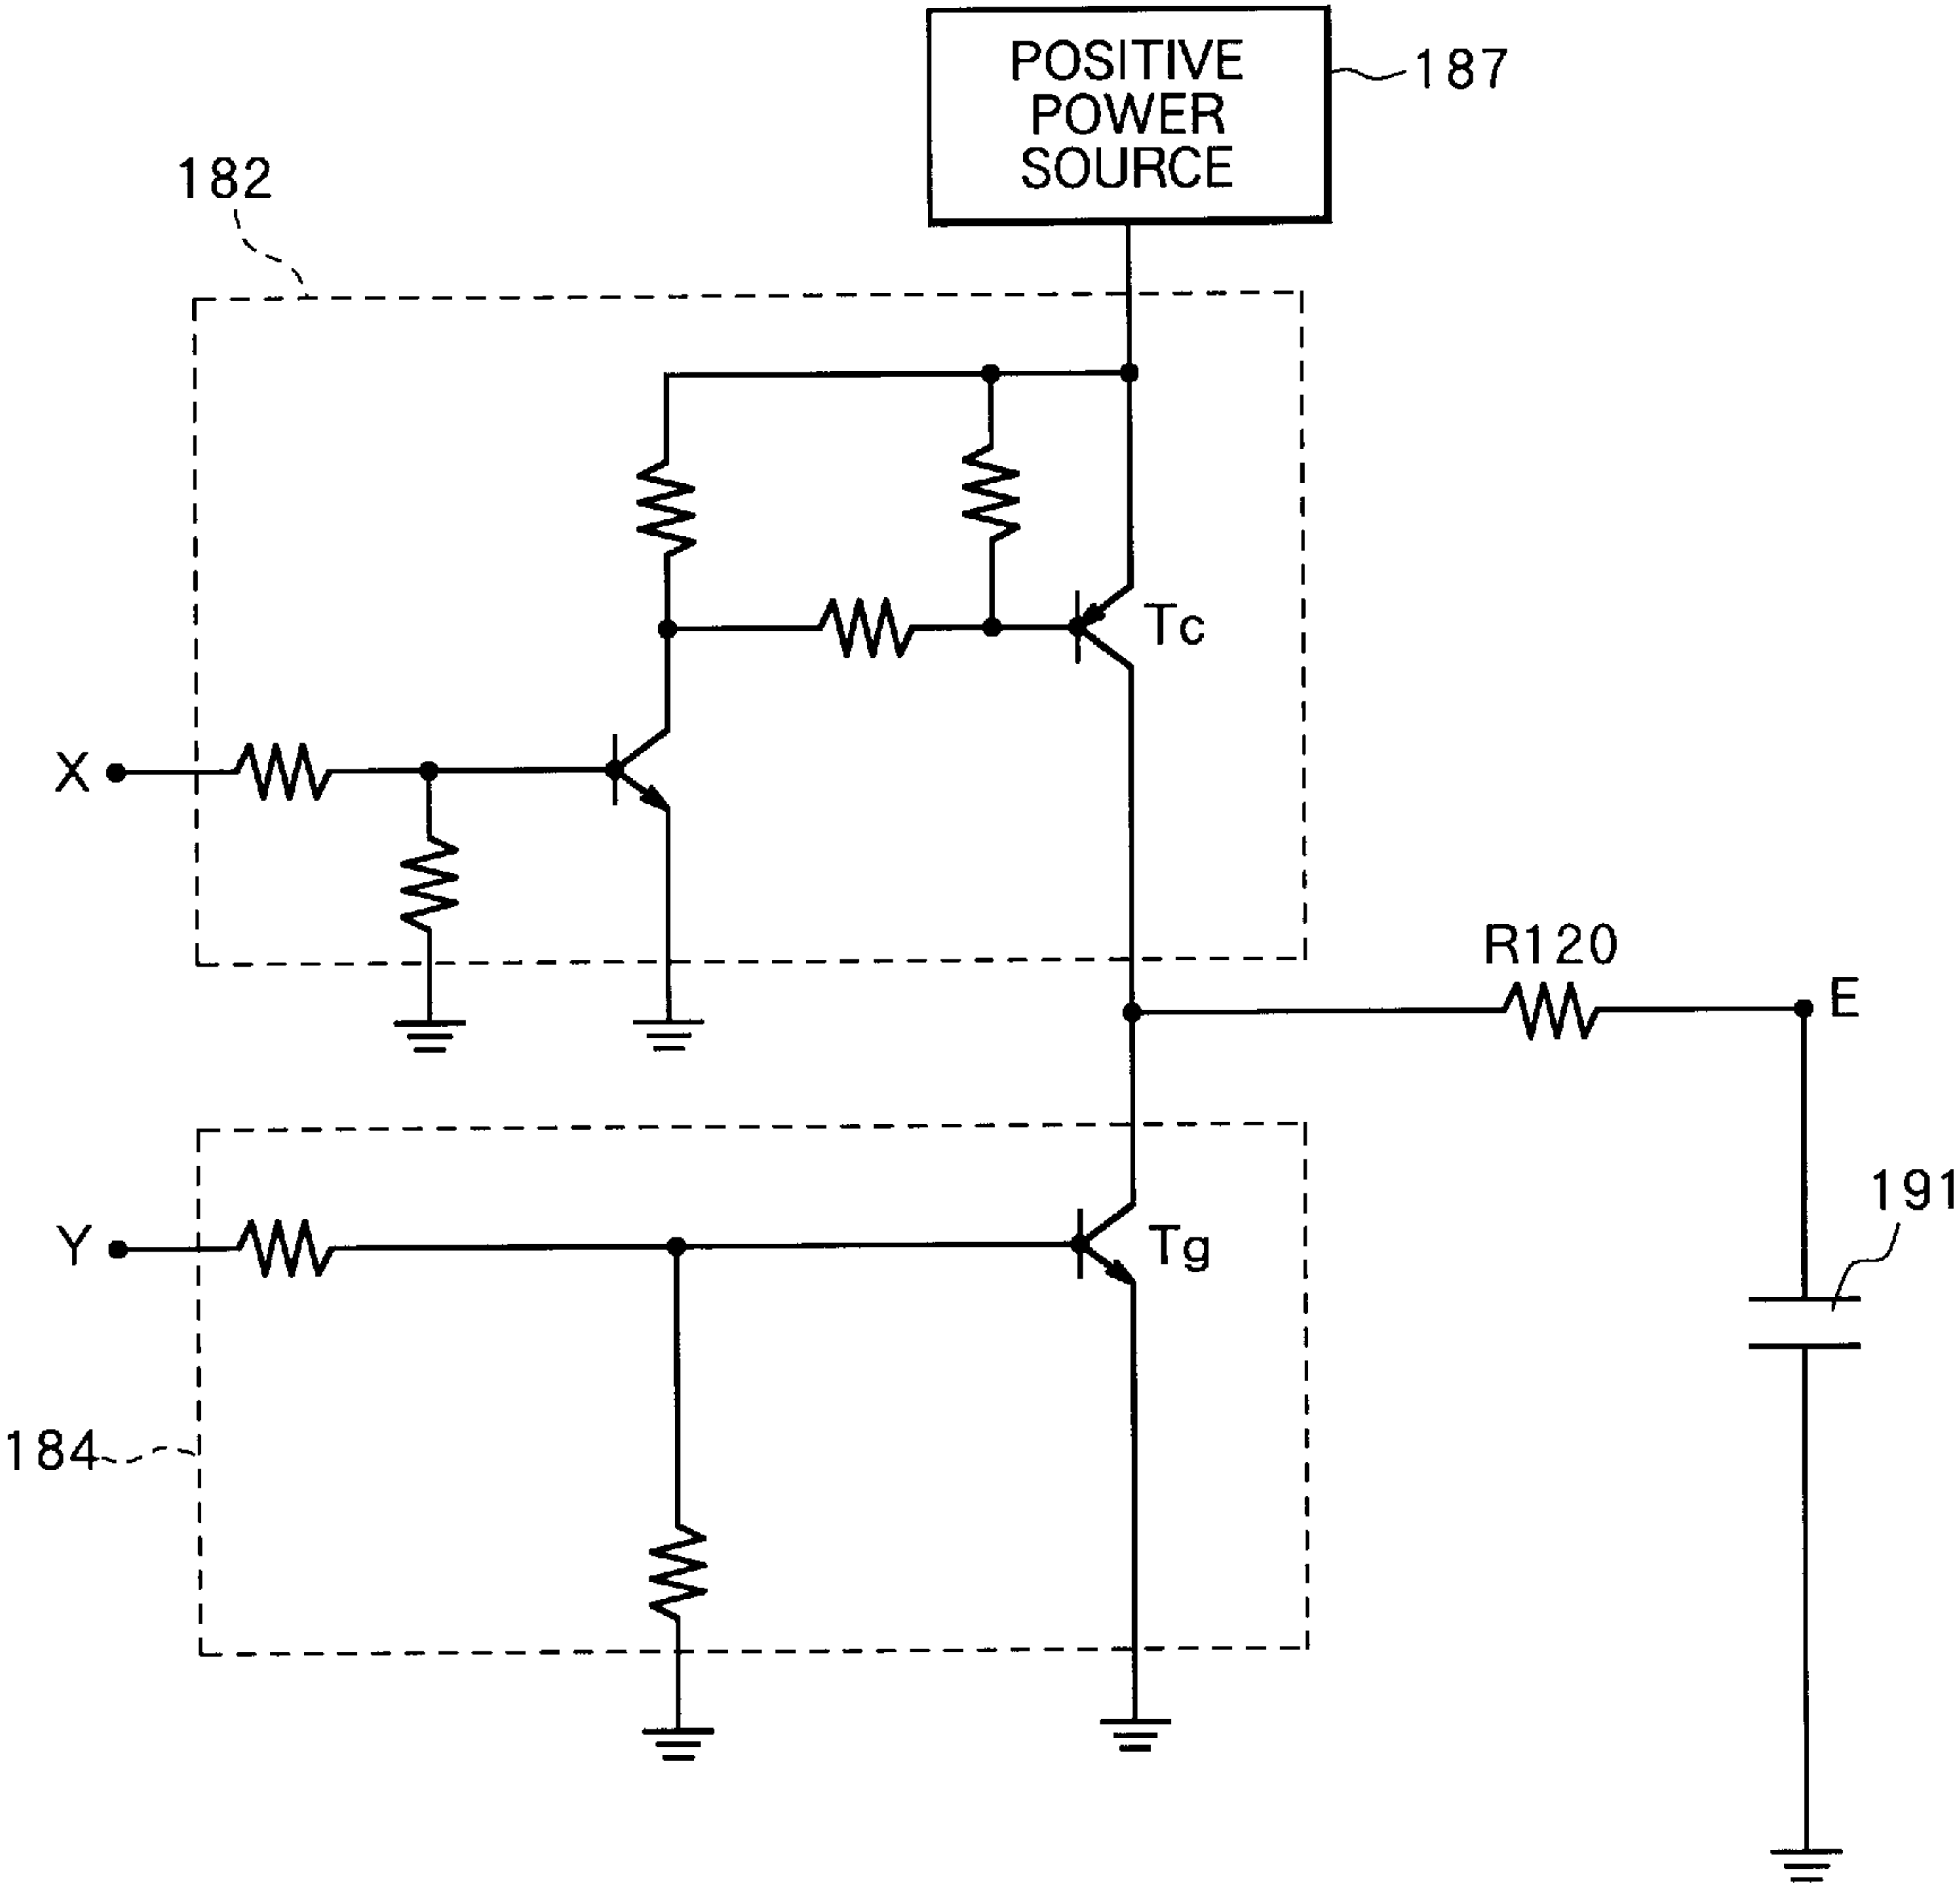 POSITIVE
POWER
SOURCE
187
182
Tc
X
R120
E
191
Y
Tg
184